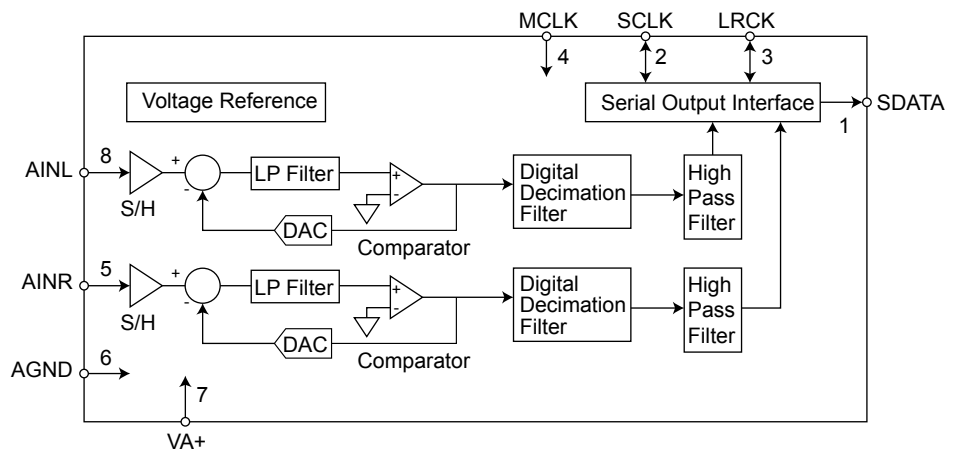 MCLK SCLK LRCK
4 2 3
Voltage Reference
Serial Output Interface
SDATA
1
AINL
8
+
-
S/H
LP Filter
+
-
Comparator
DAC
Digital
Decimation
Filter
High
Pass
Filter
AINR
5
+
-
S/H
LP Filter
+
-
Comparator
DAC
Digital
Decimation
Filter
High
Pass
Filter
AGND
6
7
VA+